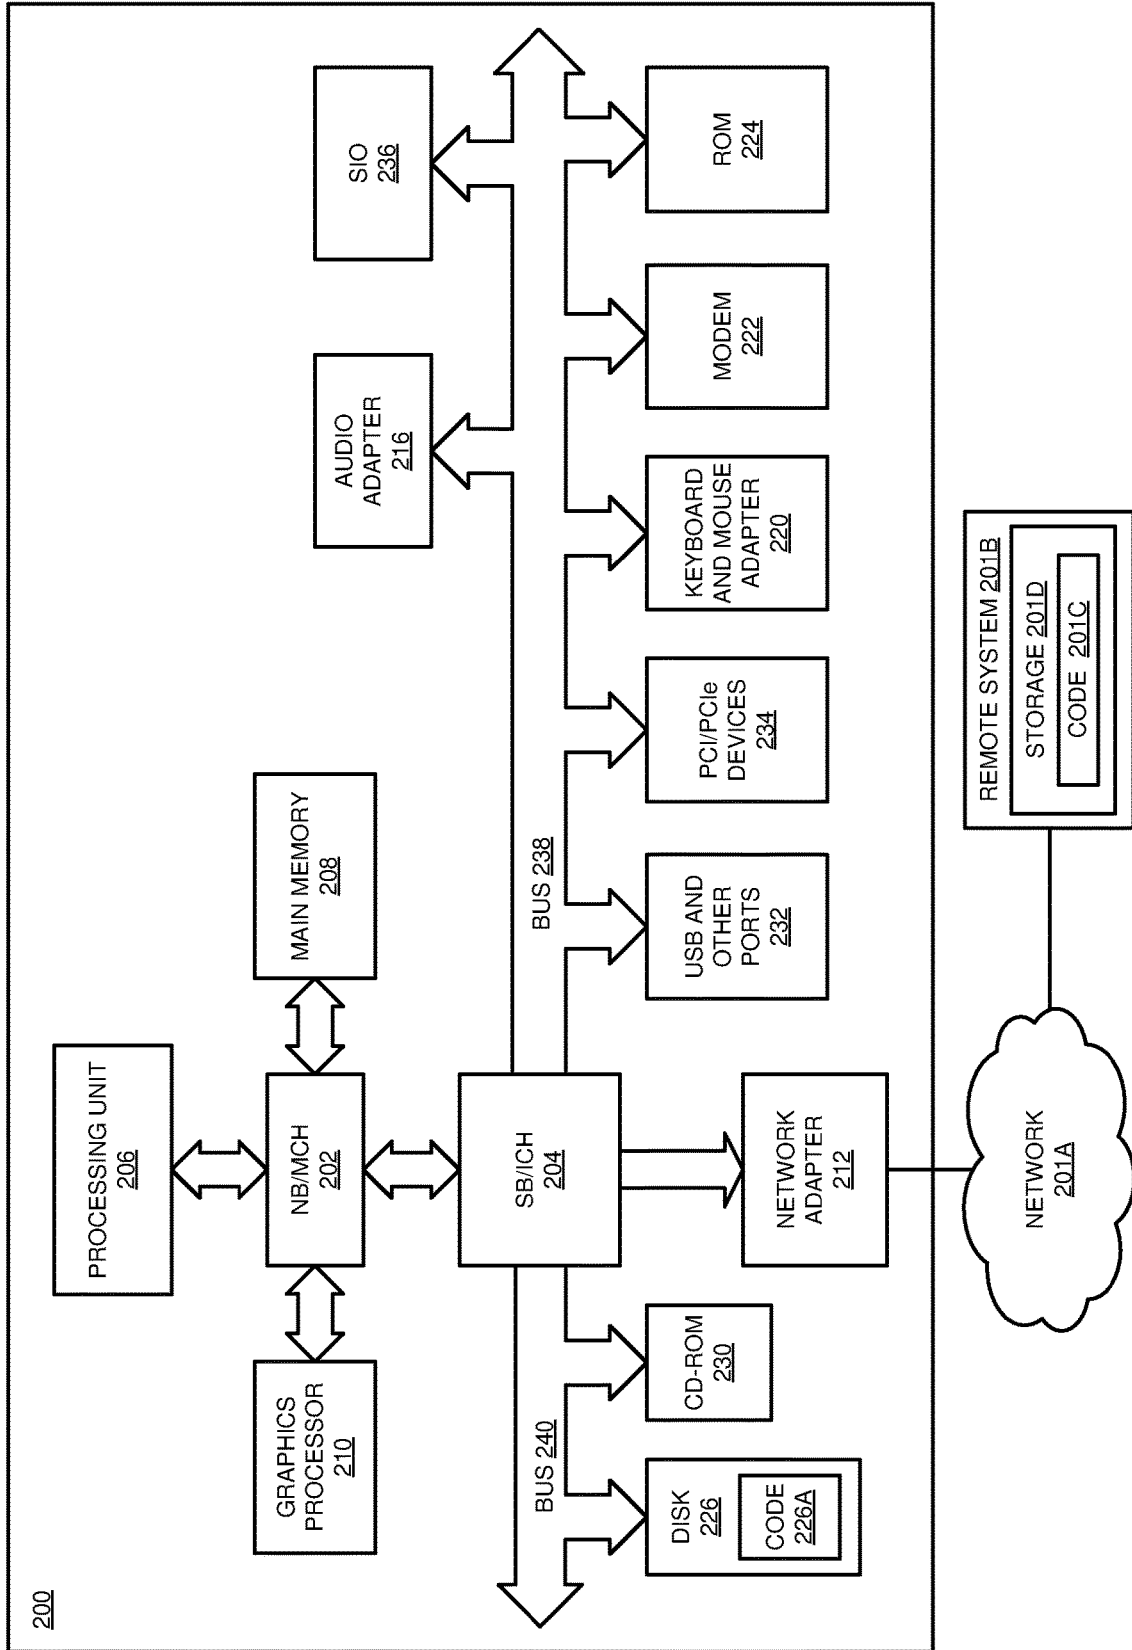 200
PROCESSING UNIT
206
GRAPHICS
PROCESSOR
210
NB/MCH
202
MAIN MEMORY
208
AUDIO
ADAPTER
216
SIO
236
BUS 240
SB/ICH
204
BUS 238
DISK
226
CODE
226A
CD-ROM
230
NETWORK
ADAPTER
212
USB AND
OTHER
PORTS
232
PCI/PCIe
DEVICES
234
KEYBOARD
AND MOUSE
ADAPTER
220
MODEM
222
ROM
224
NETWORK
201A
REMOTE SYSTEM 201B
STORAGE 201D
CODE 201C